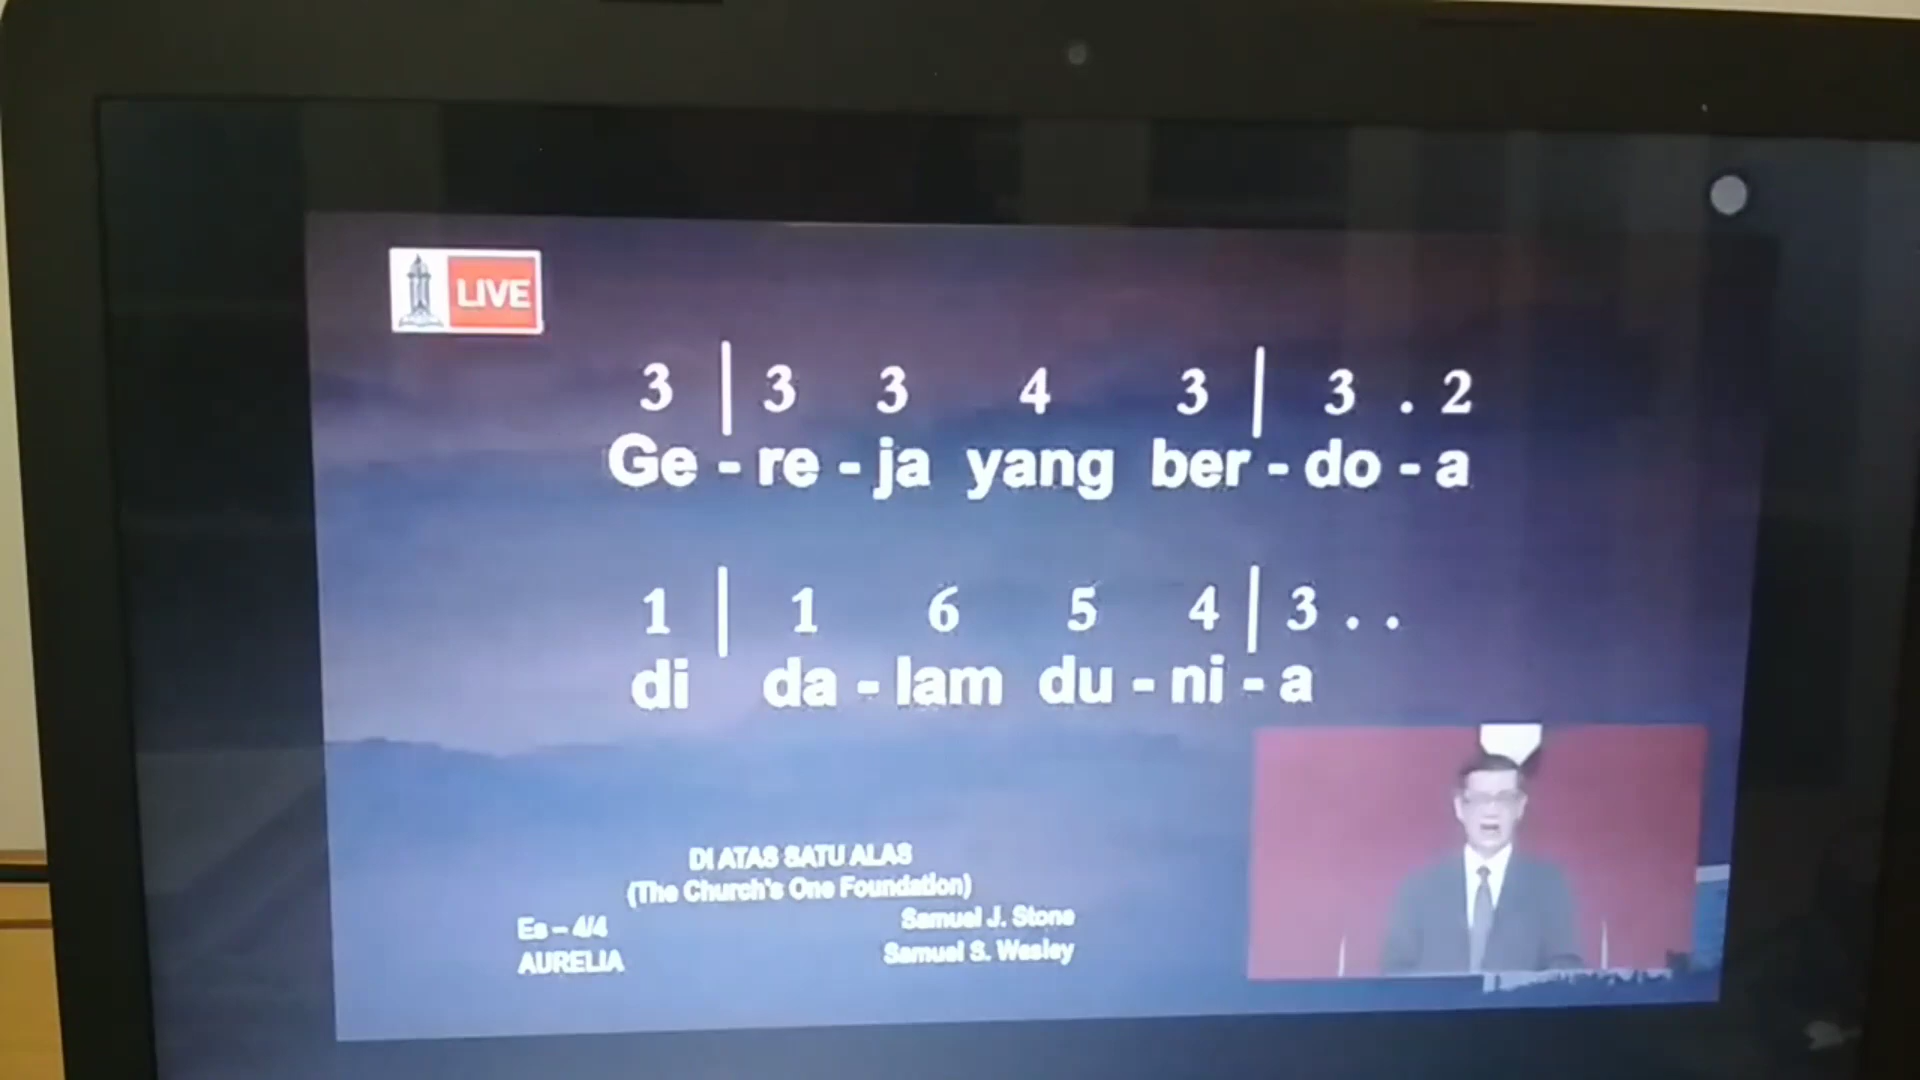 LIVE
3 | 3 3 4 3 | 3 . 2
Ge - re - ja yang ber - do - a
1 | 1 6 5 4 | 3 . .
di da - lam du - ni - a
DI ATAS SATU ALAS
(The Church's One Foundation)
Es – 4/4 Samuel J. Stone
AURELIA Samuel S. Wesley